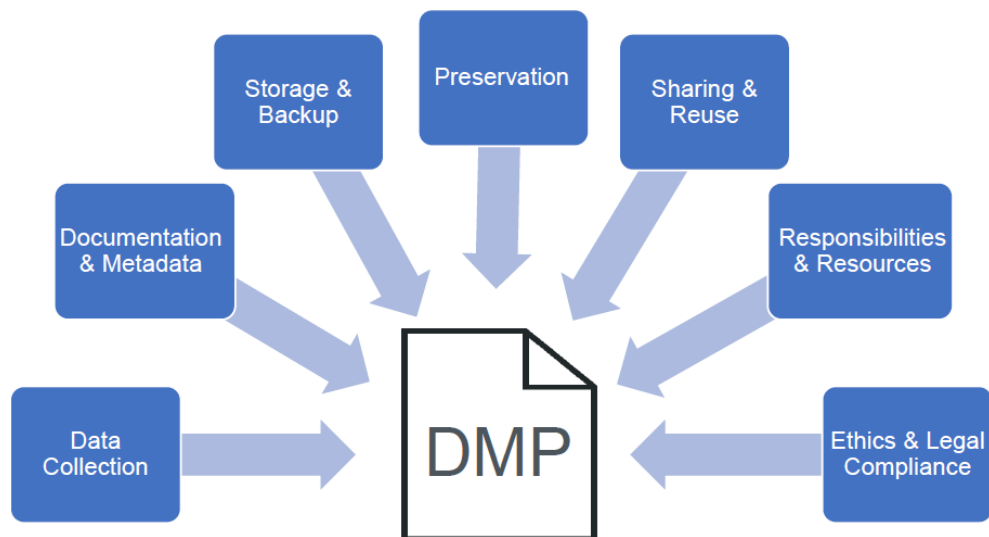 Data
Collection
Documentation
& Metadata
Storage &
Backup
Preservation
Sharing &
Reuse
Responsibilities
& Resources
Ethics & Legal
Compliance
DMP